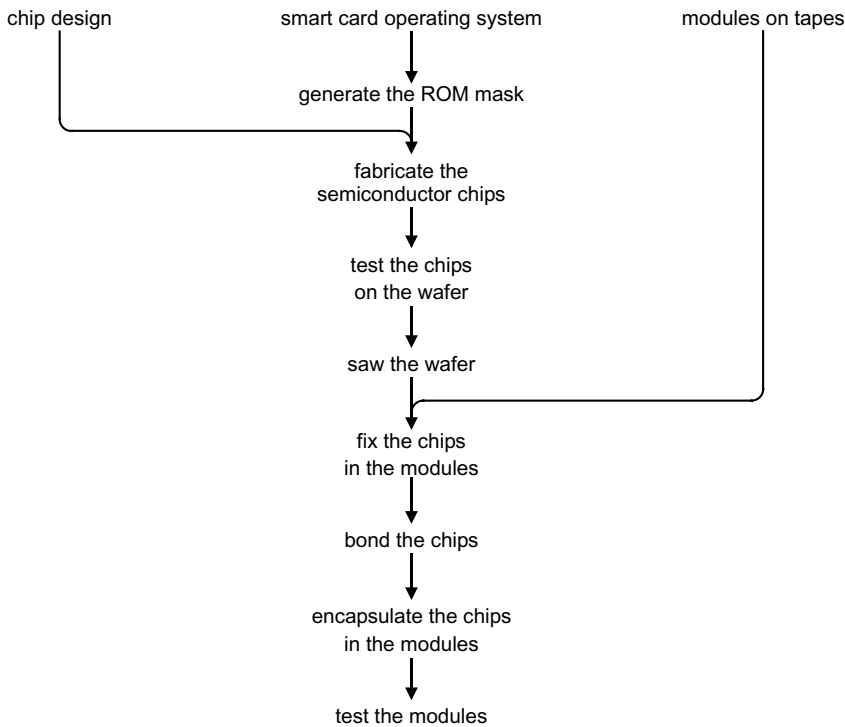 chip design
smart card operating system
modules on tapes
generate the ROM mask
fabricate the
semiconductor chips
test the chips
on the wafer
saw the wafer
fix the chips
in the modules
bond the chips
encapsulate the chips
in the modules
test the modules